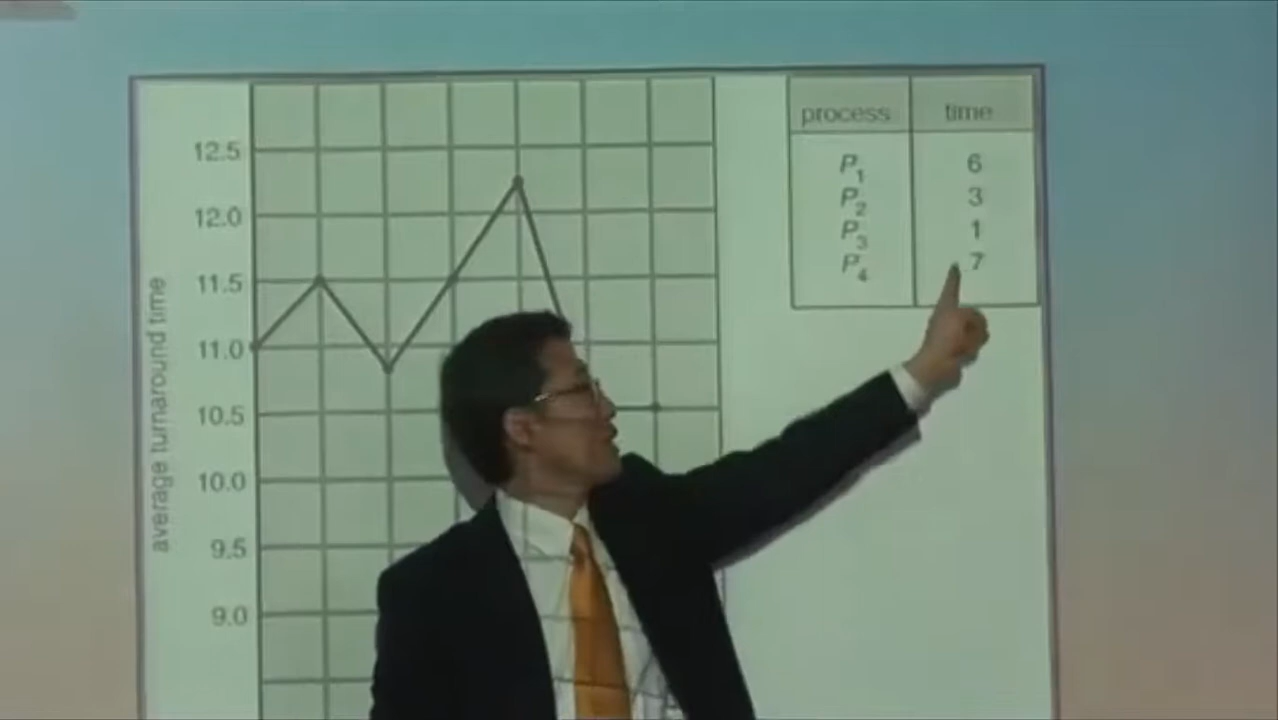 12.5
12.0
11.5
11.0
10.5
10.0
9.5
9.0
average turnaround time
process time
P1 6
P2 3
P3 1
P4 7